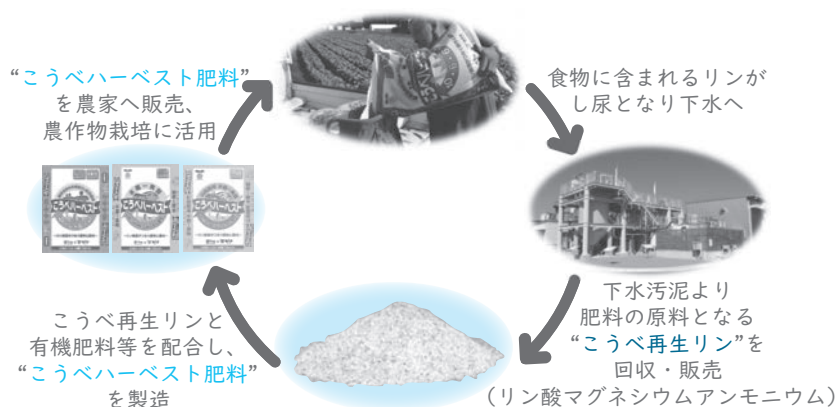 “こうべハーベスト肥料”
を農家へ販売、
農作物栽培に活用
食物に含まれるリンが
し尿となり下水へ
下水汚泥より
肥料の原料となる
“こうべ再生リン”を
回収・販売
（リン酸マグネシウムアンモニウム）
こうべ再生リンと
有機肥料等を配合し、
“こうべハーベスト肥料”
を製造
こうべハーベスト
こうべハーベスト
こうべハーベスト